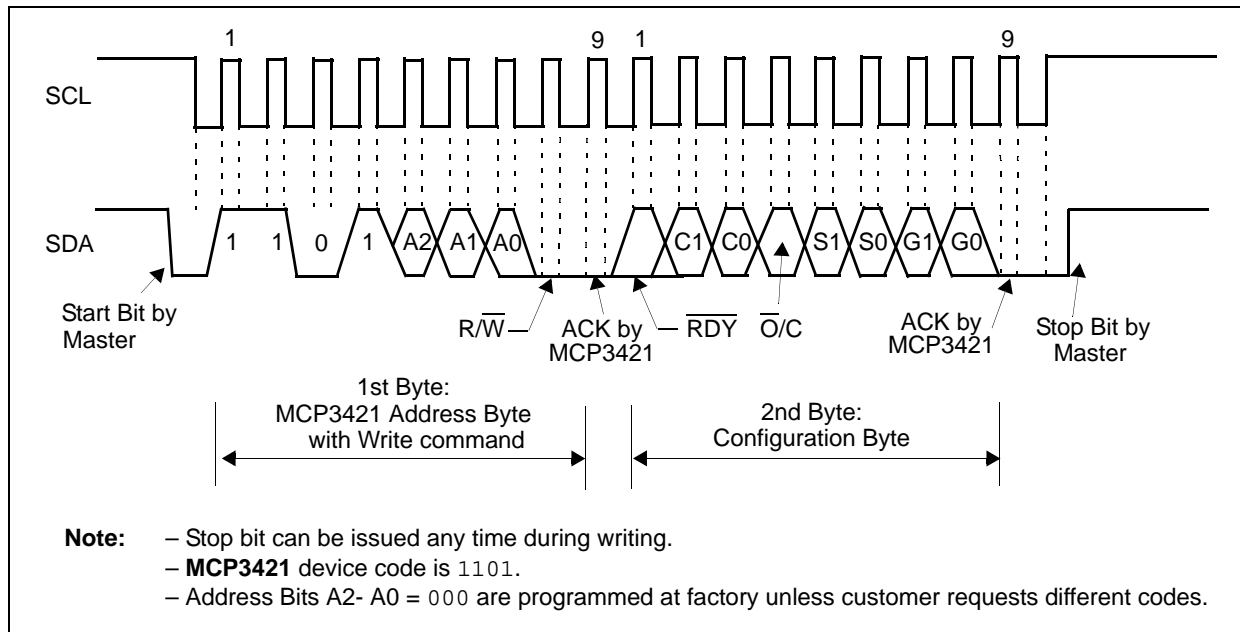 1 9 1 9
SCL
SDA 1 1 0 1 A2 A1 A0 C1 C0 S1 S0 G1 G0
Start Bit by
Master
R/W̅
ACK by
MCP3421
R̅D̅Y̅
O̅/C
ACK by
MCP3421
Stop Bit by
Master
1st Byte:
MCP3421 Address Byte
with Write command
2nd Byte:
Configuration Byte
Note: – Stop bit can be issued any time during writing.
– MCP3421 device code is 1101.
– Address Bits A2- A0 = 000 are programmed at factory unless customer requests different codes.